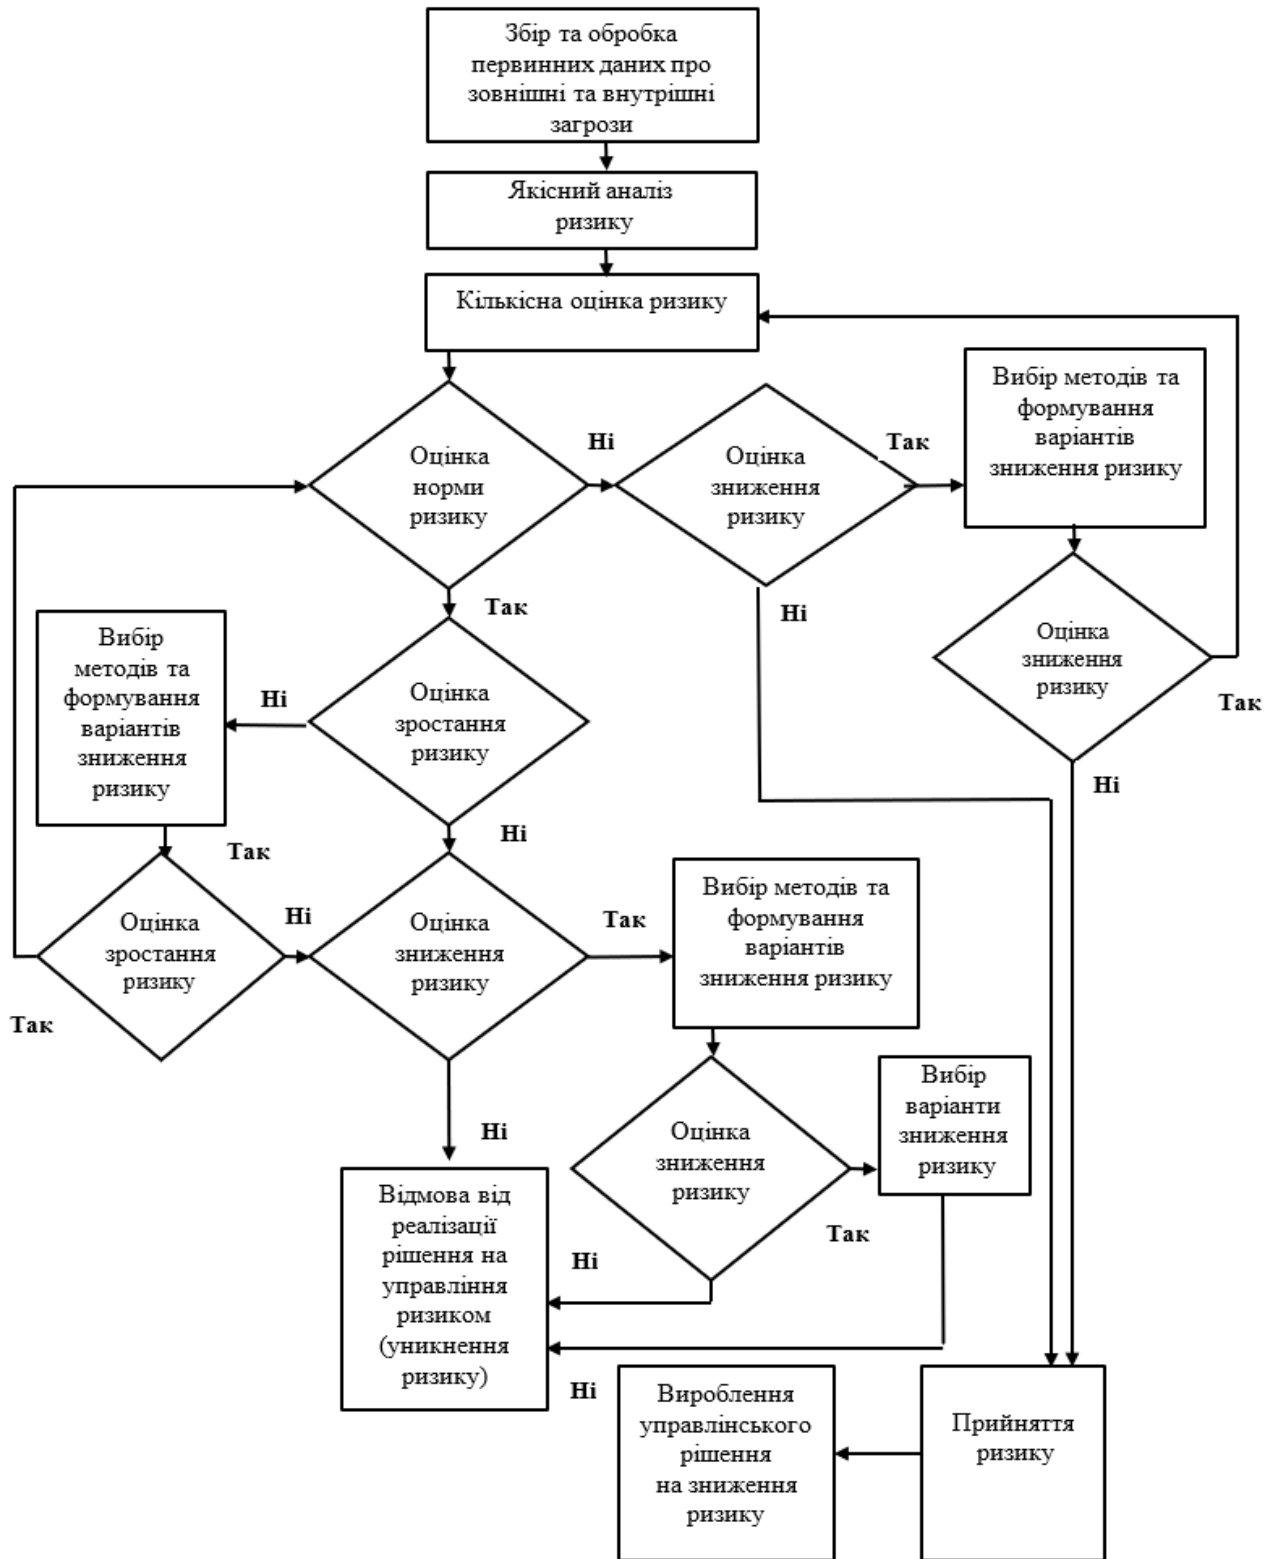 Збір та обробка
первинних даних про
зовнішні та внутрішні
загрози
Якісний аналіз
ризику
Кількісна оцінка ризику
Оцінка
норми
ризику
Ні
Оцінка
зниження
ризику
Так
Вибір методів та
формування
варіантів
зниження ризику
Так
Ні
Оцінка
зниження
ризику
Так
Ні
Вибір
методів та
формування
варіантів
зниження
ризику
Ні
Оцінка
зростання
ризику
Ні
Так
Оцінка
зростання
ризику
Так
Ні
Оцінка
зниження
ризику
Так
Вибір методів та
формування
варіантів
зниження ризику
Ні
Оцінка
зниження
ризику
Так
Вибір
варіанти
зниження
ризику
Відмова від
реалізації
рішення на
управління
ризиком
(уникнення
ризику)
Ні
Ні
Вироблення
управлінського
рішення
на зниження
ризику
Прийняття
ризику